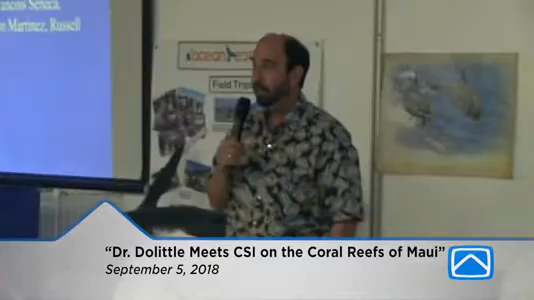 rancois Seneca,
n Martinez, Russell
ocean
Field Trips
“Dr. Dolittle Meets CSI on the Coral Reefs of Maui”
September 5, 2018